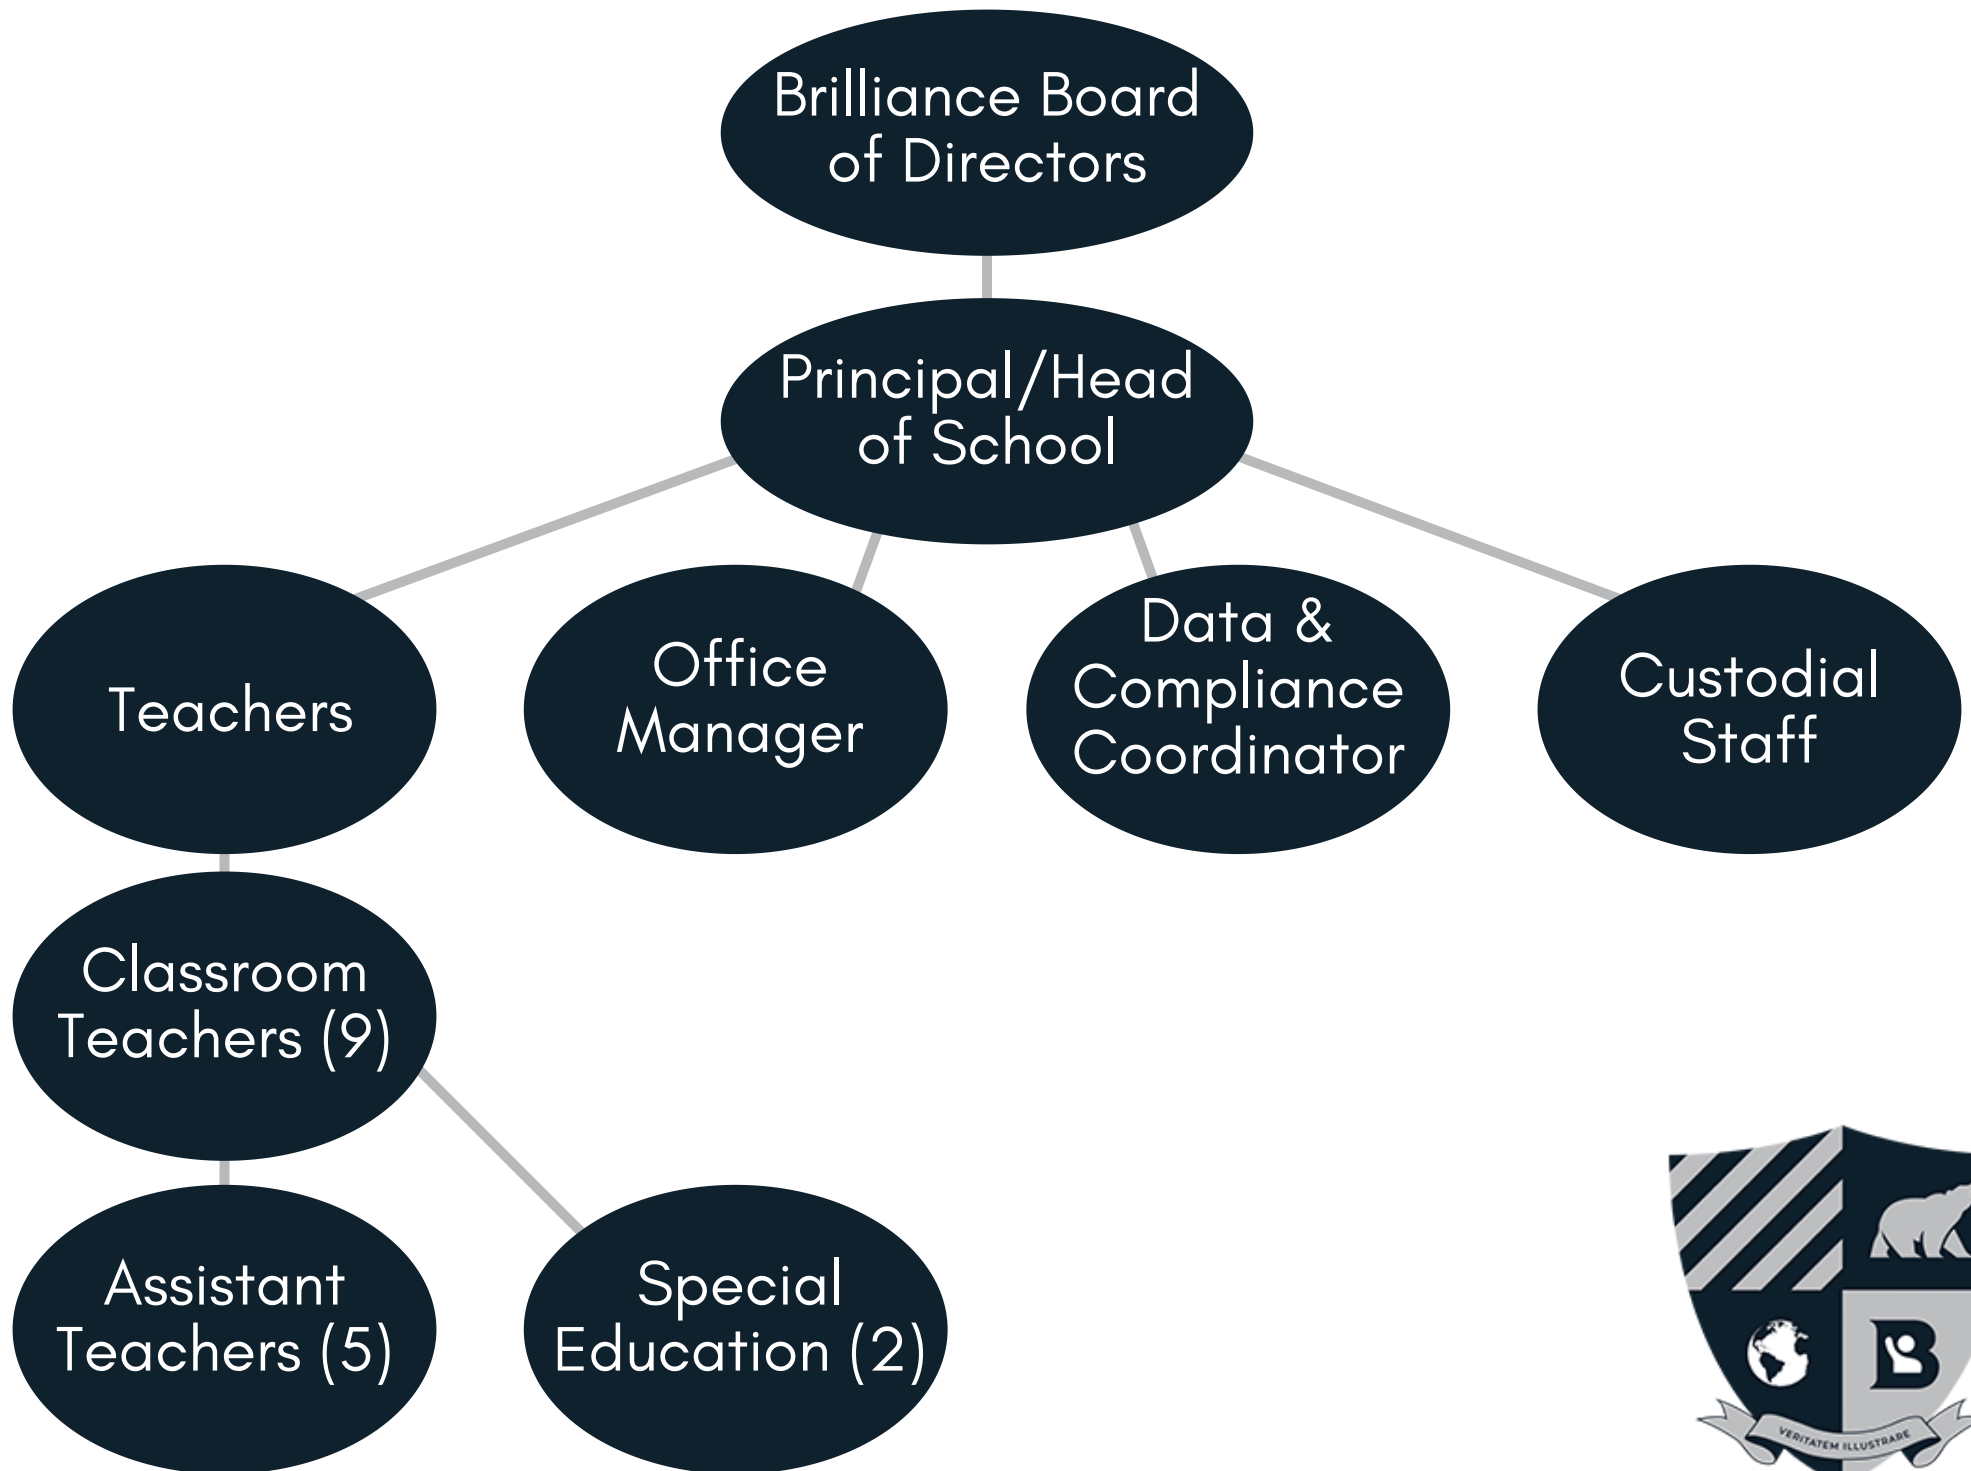 Brilliance Board
of Directors
Principal/Head
of School
Teachers
Office
Manager
Data &
Compliance
Coordinator
Custodial
Staff
Classroom
Teachers (9)
Assistant
Teachers (5)
Special
Education (2)
B
VERITATEM ILLUSTRARE